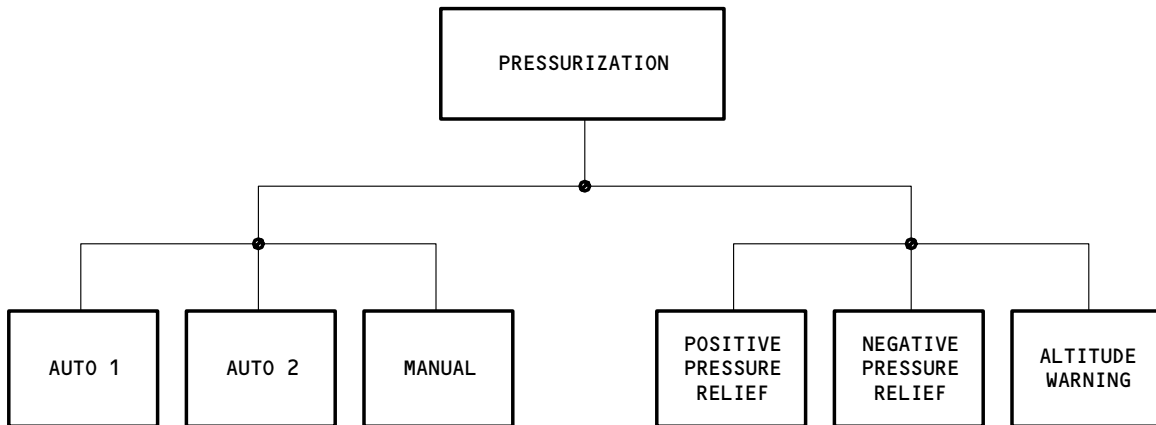 PRESSURIZATION
AUTO 1
AUTO 2
MANUAL
POSITIVE
PRESSURE
RELIEF
NEGATIVE
PRESSURE
RELIEF
ALTITUDE
WARNING